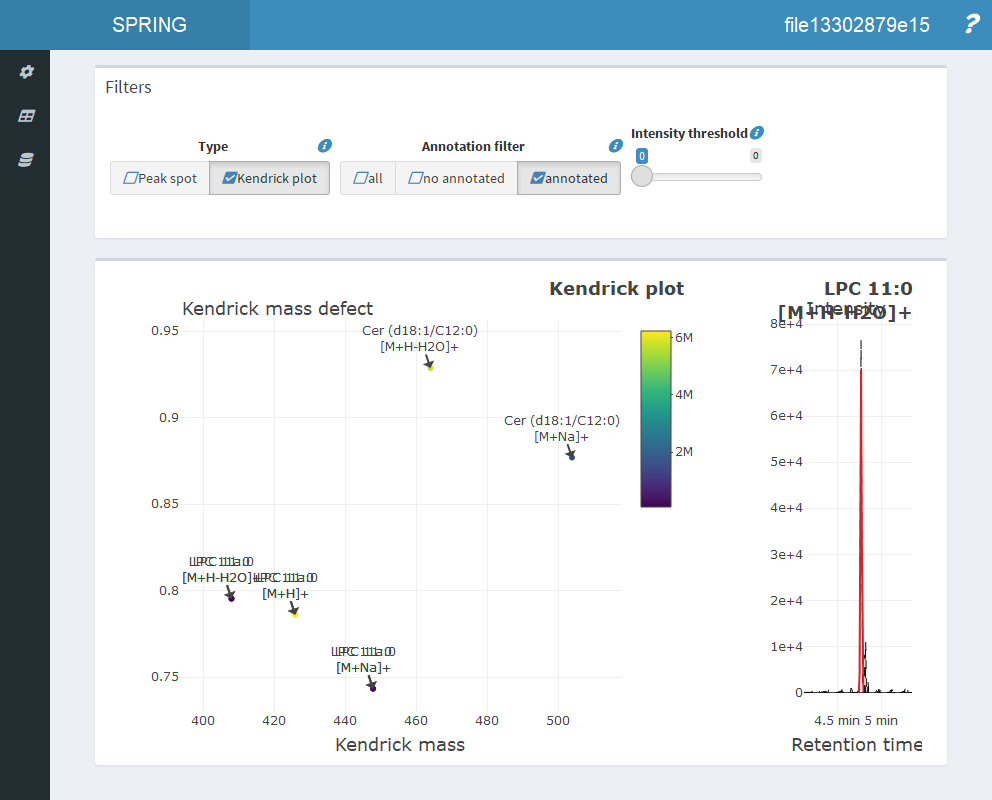 SPRING
file13302879e15
?
Filters
Type
Annotation filter
Intensity threshold
Peak spot
Kendrick plot
all
no annotated
annotated
0
0
Kendrick plot
Kendrick mass defect
0.95
0.9
0.85
0.8
0.75
Cer (d18:1/C12:0)
[M+H-H2O]+
Cer (d18:1/C12:0)
[M+Na]+
LPC 11:0
[M+H-H2O]+
LPC 11:0
[M+H]+
LPC 11:0
[M+Na]+
400
420
440
460
480
500
Kendrick mass
6M
4M
2M
LPC 11:0
[M+H-H2O]+
Intensity
8e+4
7e+4
6e+4
5e+4
4e+4
3e+4
2e+4
1e+4
0
4.5 min
5 min
Retention time